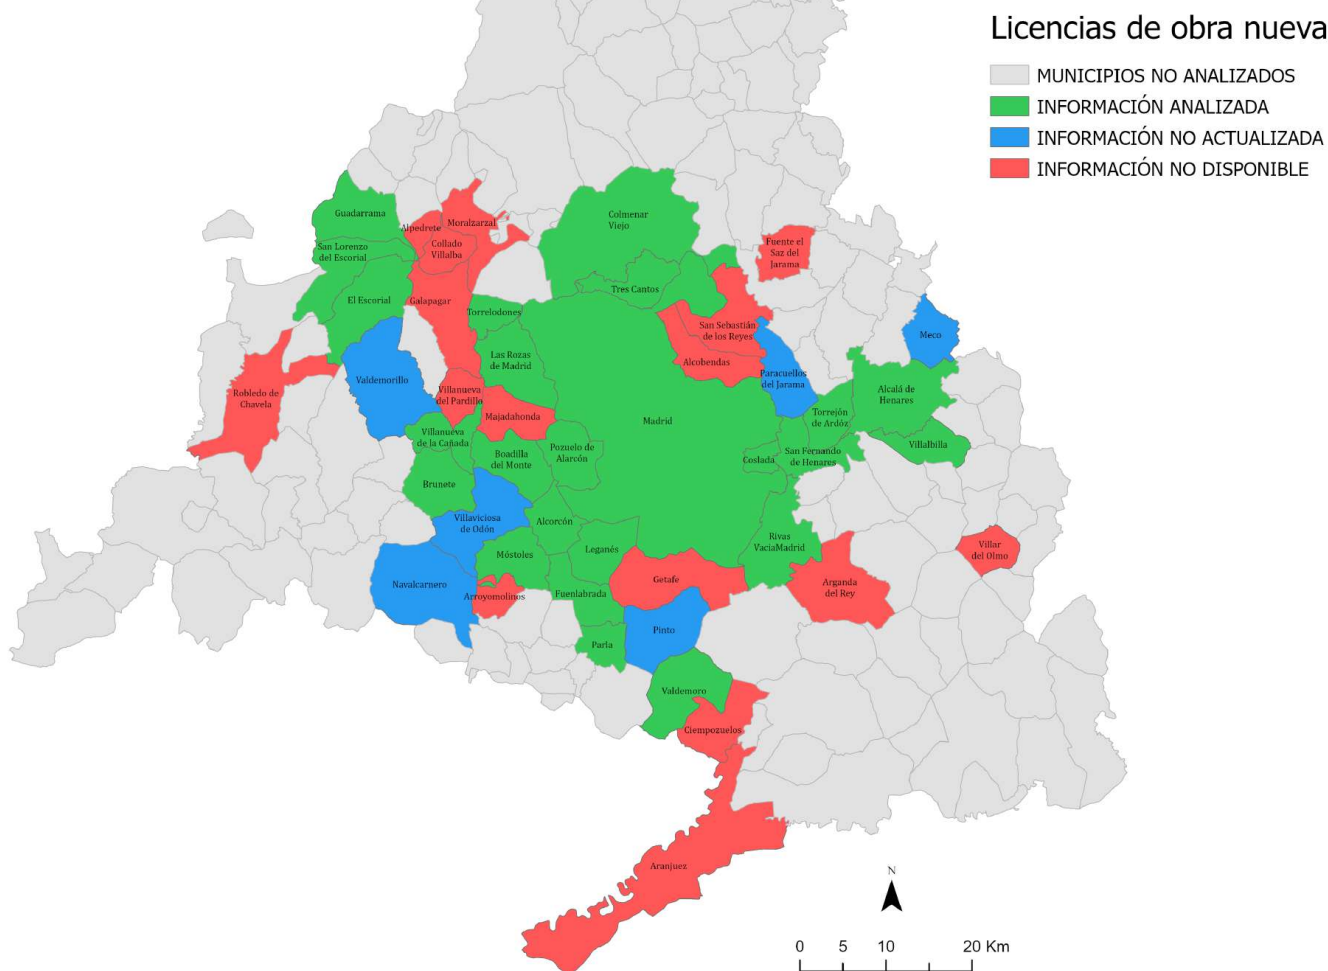 Licencias de obra nueva
MUNICIPIOS NO ANALIZADOS
INFORMACIÓN ANALIZADA
INFORMACIÓN NO ACTUALIZADA
INFORMACIÓN NO DISPONIBLE
Guadarrama
Alpedrete
Moralzarzal
Colmenar
Viejo
San Lorenzo
del Escorial
Collado
Villalba
Fuente el
Saz del
Jarama
El Escorial
Galapagar
Tres Cantos
Torrelodones
San Sebastián
de los Reyes
Meco
Las Rozas
de Madrid
Alcobendas
Valdemorillo
Paracuellos
del Jarama
Robledo de
Chavela
Villanueva
del Pardillo
Alcalá de
Henares
Majadahonda
Madrid
Torrejón
de Ardóz
Villanueva
de la Cañada
Pozuelo de
Alarcón
Villalbilla
Boadilla
del Monte
Coslada
San Fernando
de Henares
Brunete
Villaviciosa
de Odón
Alcorcón
Rivas
VaciaMadrid
Villar
del Olmo
Móstoles
Leganés
Navalcarnero
Getafe
Arganda
del Rey
Arroyomolinos
Fuenlabrada
Pinto
Parla
Valdemoro
Ciempozuelos
Aranjuez
N
0 5 10 20 Km